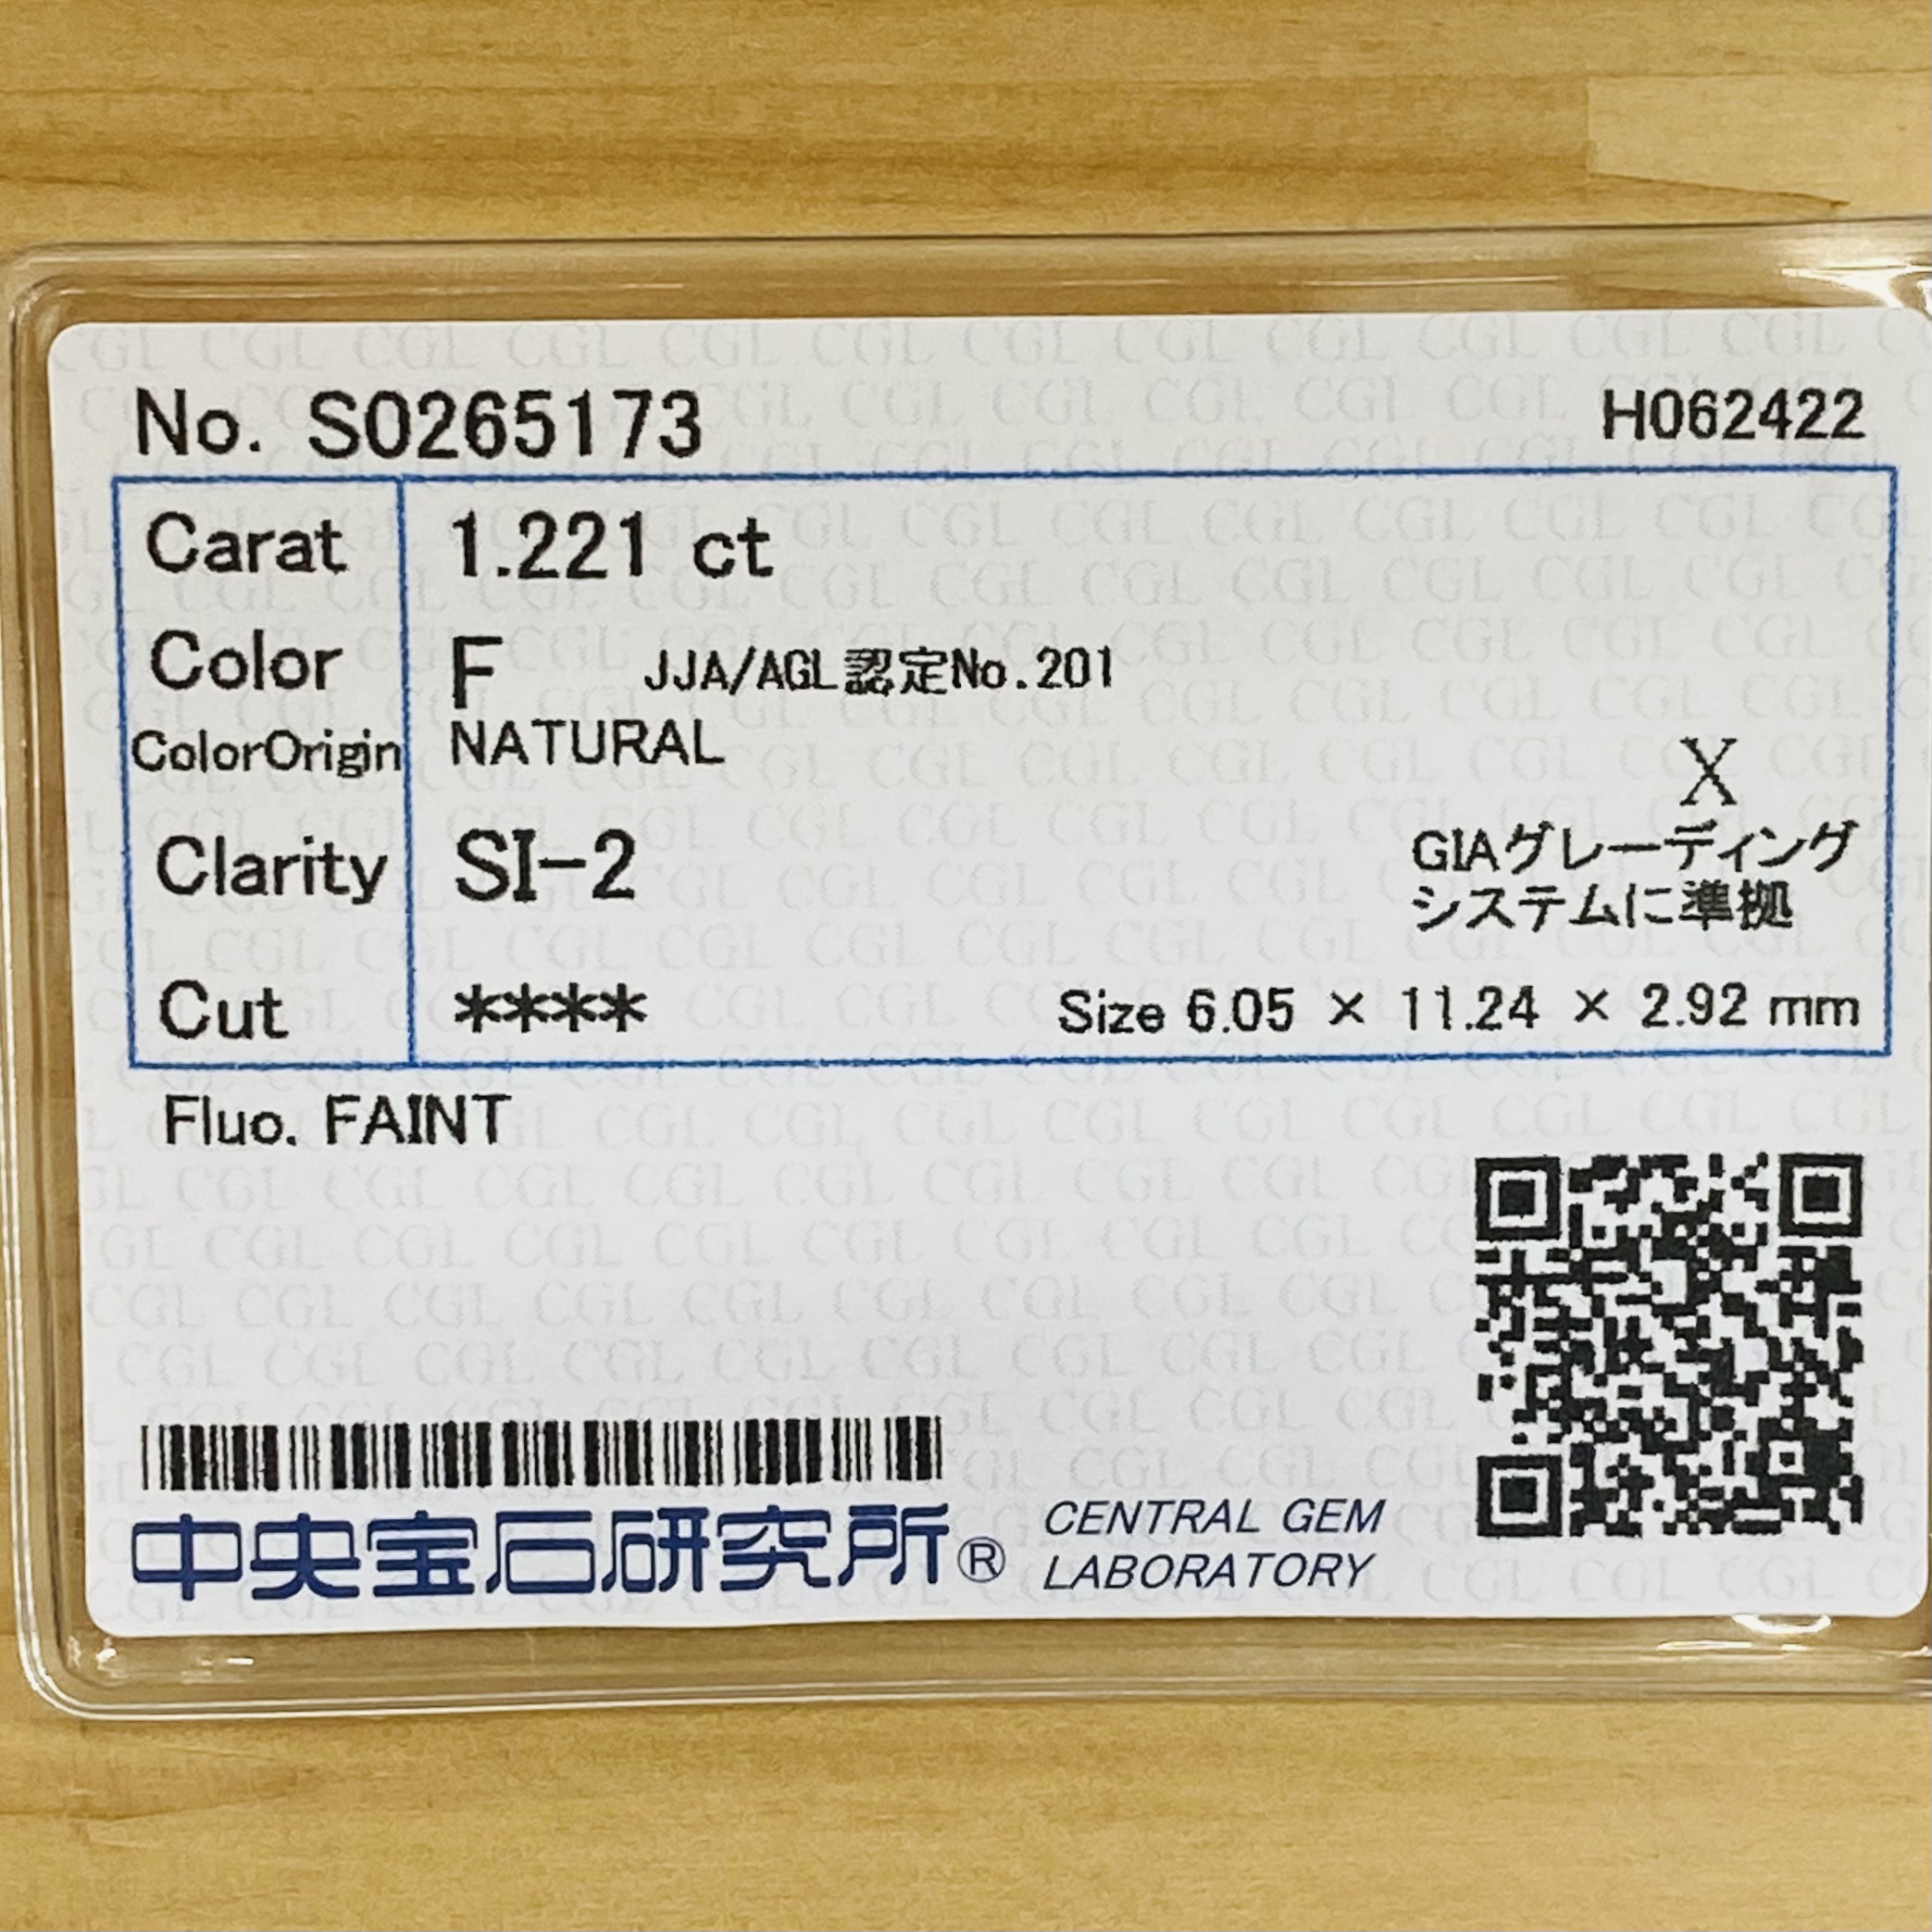 No. S0265173 H062422
Carat 1.221 ct
Color F JJA/AGL認定No.201
ColorOrigin NATURAL
X
Clarity SI-2 GIAグレーディング
システムに準拠
Cut **** Size 6.05 × 11.24 × 2.92 mm
Fluo. FAINT
中央宝石研究所® CENTRAL GEM
LABORATORY